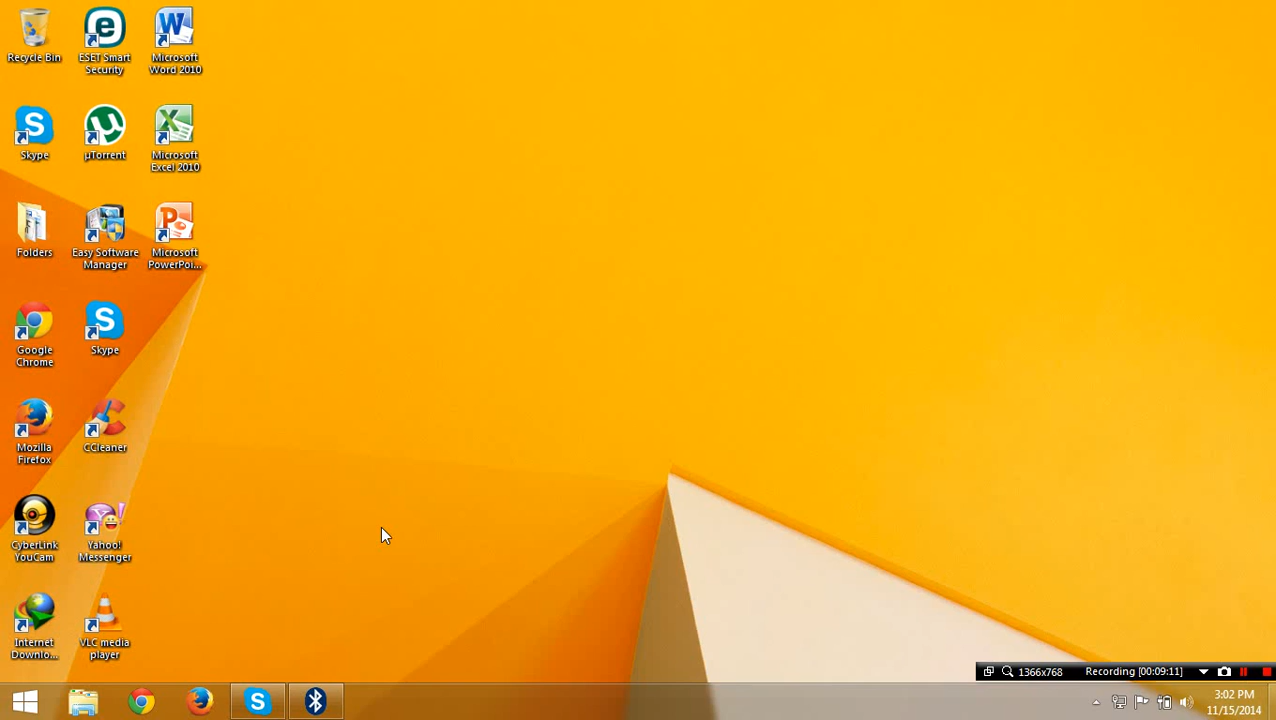 Recycle Bin
ESET Smart
Security
Microsoft
Word 2010
Skype
µTorrent
Microsoft
Excel 2010
Folders
Easy Software
Manager
Microsoft
PowerPoi...
Google
Chrome
Skype
Mozilla
Firefox
CCleaner
CyberLink
YouCam
Yahoo!
Messenger
Internet
Downlo...
VLC media
player
1366x768
Recording [00:09:11]
3:02 PM
11/15/2014